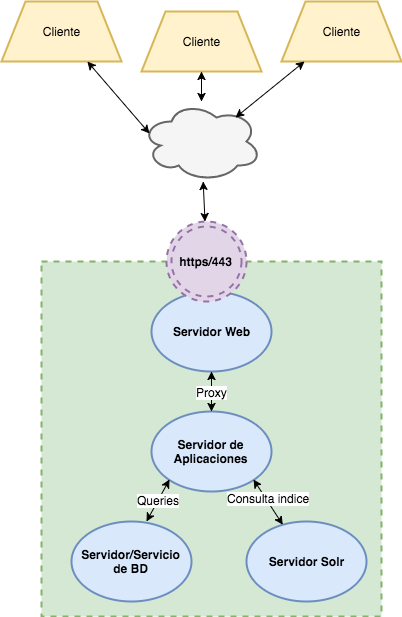 Cliente
Cliente
Cliente
https/443
Servidor Web
Proxy
Servidor de
Aplicaciones
Queries
Consulta indice
Servidor/Servicio
de BD
Servidor Solr